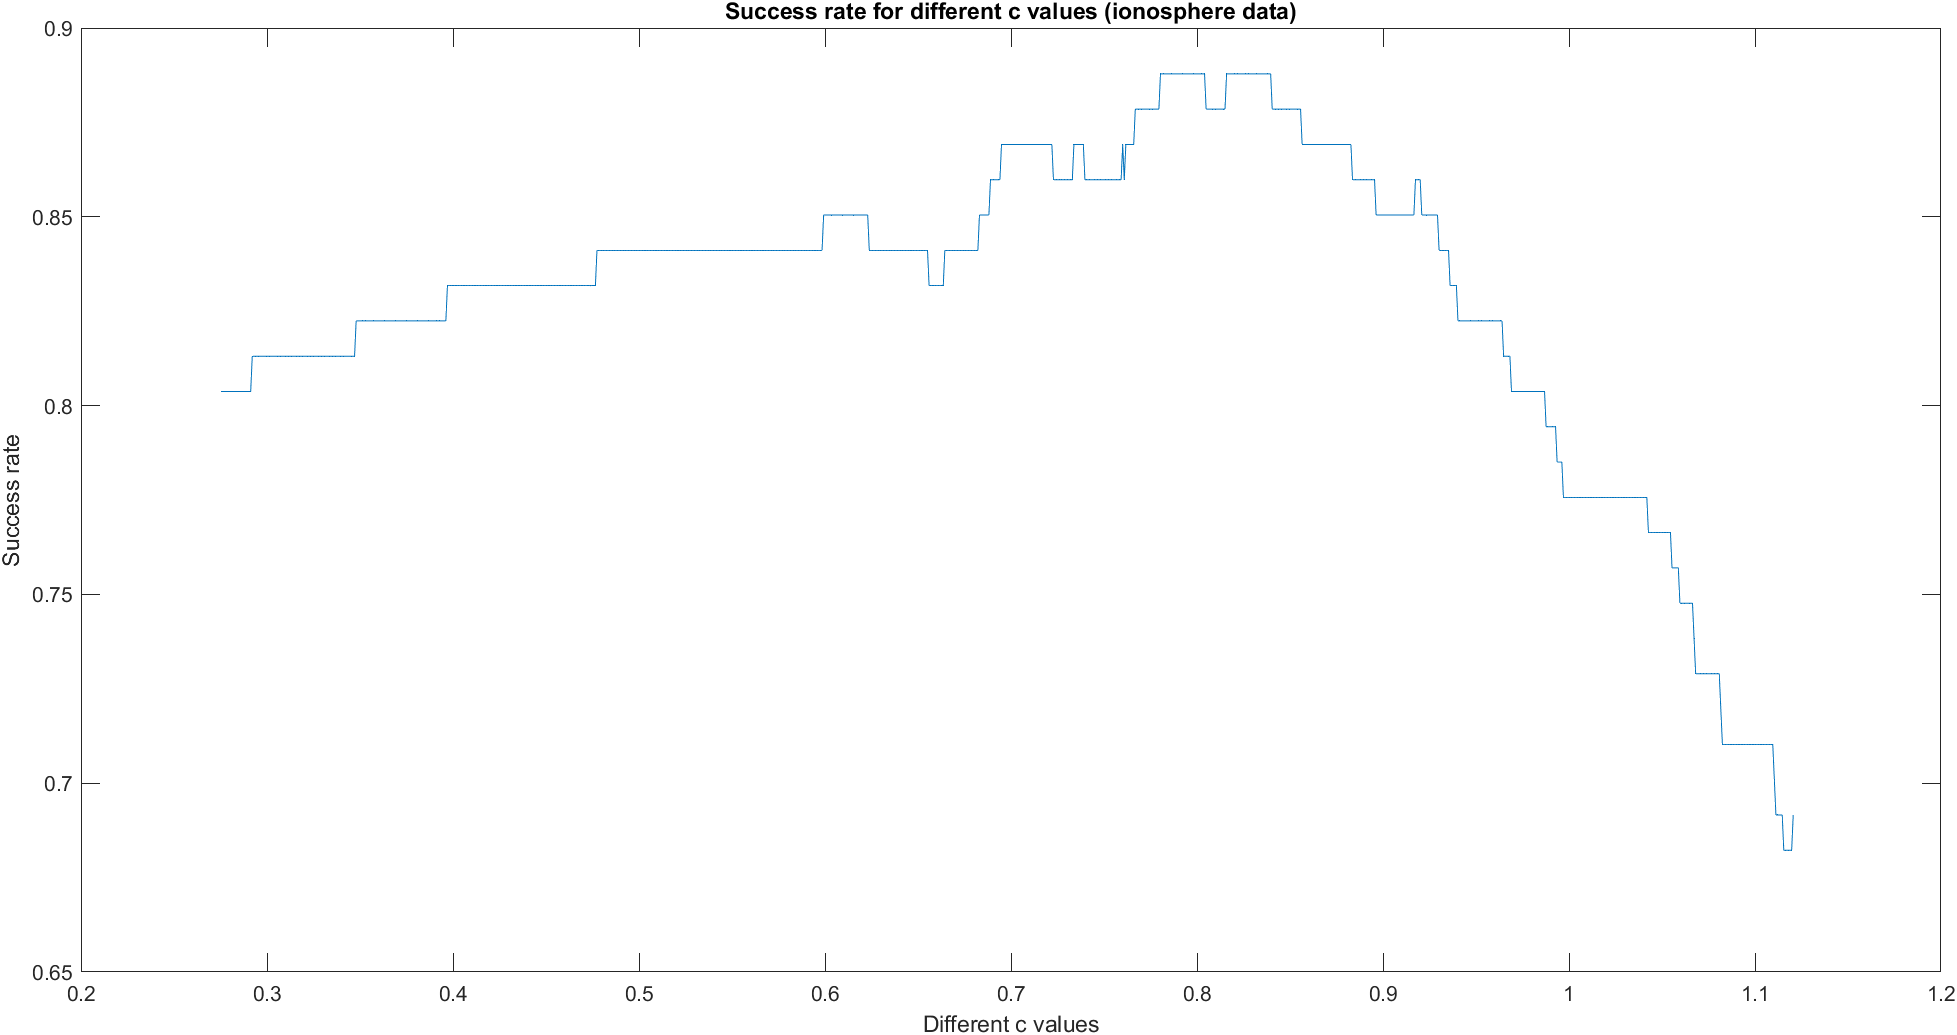 Success rate for different c values (ionosphere data)
0.9
0.85
0.8
0.75
0.7
0.65
Success rate
0.2 0.3 0.4 0.5 0.6 0.7 0.8 0.9 1 1.1 1.2
Different c values